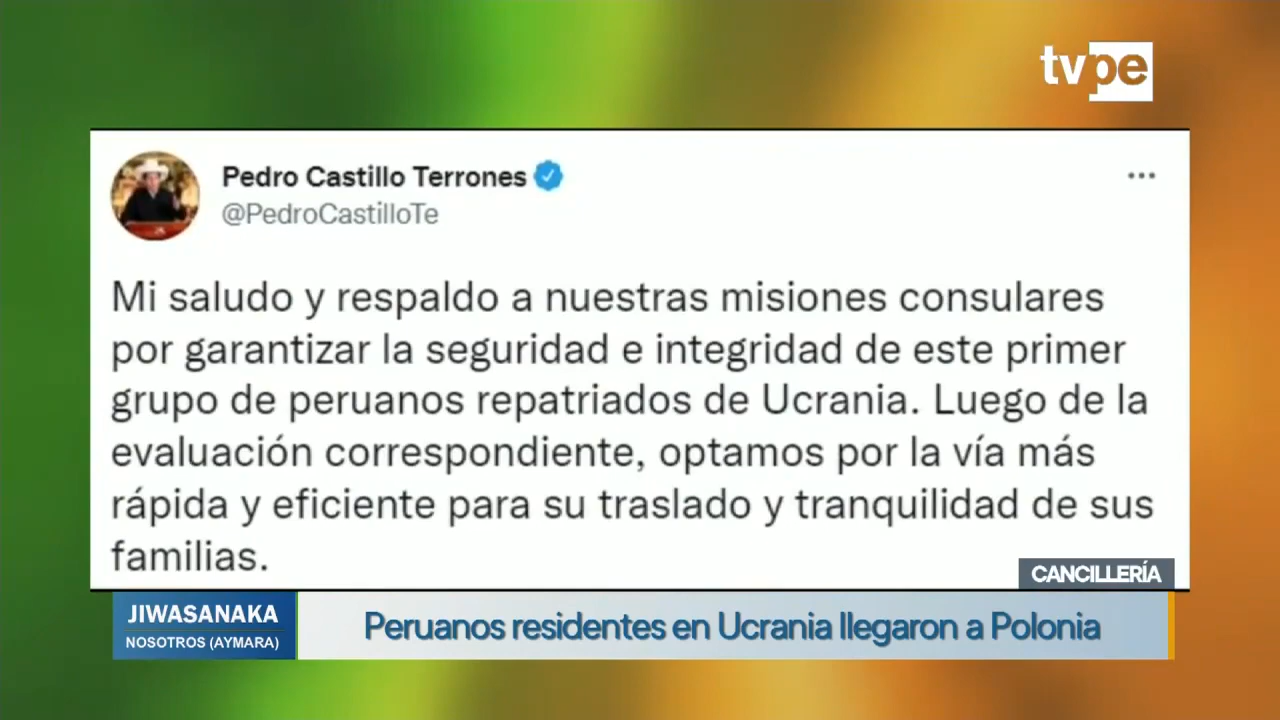 tvpe
Pedro Castillo Terrones
@PedroCastilloTe
Mi saludo y respaldo a nuestras misiones consulares
por garantizar la seguridad e integridad de este primer
grupo de peruanos repatriados de Ucrania. Luego de la
evaluación correspondiente, optamos por la vía más
rápida y eficiente para su traslado y tranquilidad de sus
familias.
CANCILLERÍA
JIWASANAKA
NOSOTROS (AYMARA)
Peruanos residentes en Ucrania llegaron a Polonia